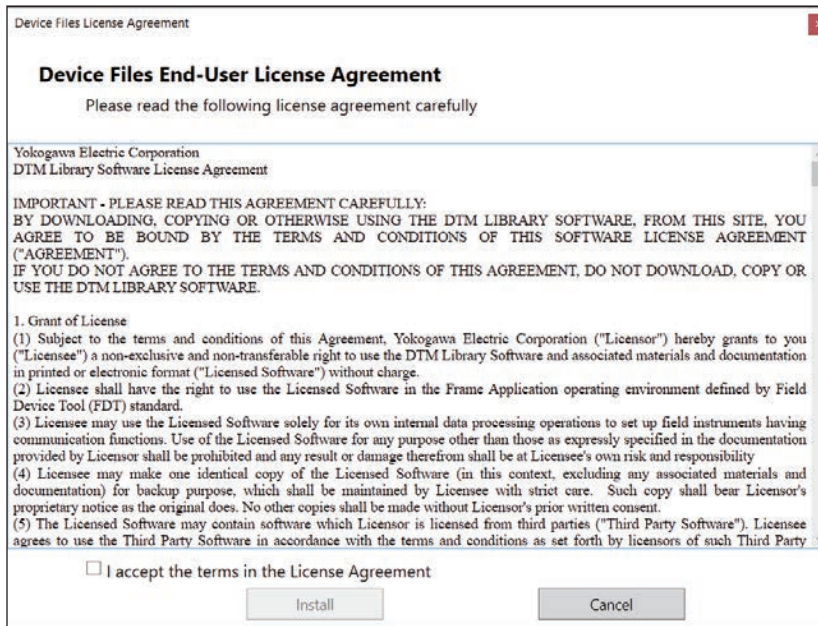 Device Files License Agreement
Device Files End-User License Agreement
Please read the following license agreement carefully
Yokogawa Electric Corporation
DTM Library Software License Agreement
IMPORTANT - PLEASE READ THIS AGREEMENT CAREFULLY:
BY DOWNLOADING, COPYING OR OTHERWISE USING THE DTM LIBRARY SOFTWARE, FROM THIS SITE, YOU
AGREE TO BE BOUND BY THE TERMS AND CONDITIONS OF THIS SOFTWARE LICENSE AGREEMENT
("AGREEMENT").
IF YOU DO NOT AGREE TO THE TERMS AND CONDITIONS OF THIS AGREEMENT, DO NOT DOWNLOAD, COPY OR
USE THE DTM LIBRARY SOFTWARE.
1. Grant of License
(1) Subject to the terms and conditions of this Agreement, Yokogawa Electric Corporation ("Licensor") hereby grants to you
("Licensee") a non-exclusive and non-transferable right to use the DTM Library Software and associated materials and documentation
in printed or electronic format ("Licensed Software") without charge.
(2) Licensee shall have the right to use the Licensed Software in the Frame Application operating environment defined by Field
Device Tool (FDT) standard.
(3) Licensee may use the Licensed Software solely for its own internal data processing operations to set up field instruments having
communication functions. Use of the Licensed Software for any purpose other than those as expressly specified in the documentation
provided by Licensor shall be prohibited and any result or damage therefrom shall be at Licensee's own risk and responsibility
(4) Licensee may make one identical copy of the Licensed Software (in this context, excluding any associated materials and
documentation) for backup purpose, which shall be maintained by Licensee with strict care. Such copy shall bear Licensor's
proprietary notice as the original does. No other copies shall be made without Licensor's prior written consent.
(5) The Licensed Software may contain software which Licensor is licensed from third parties ("Third Party Software"). Licensee
agrees to use the Third Party Software in accordance with the terms and conditions as set forth by licensors of such Third Party
I accept the terms in the License Agreement
Install
Cancel